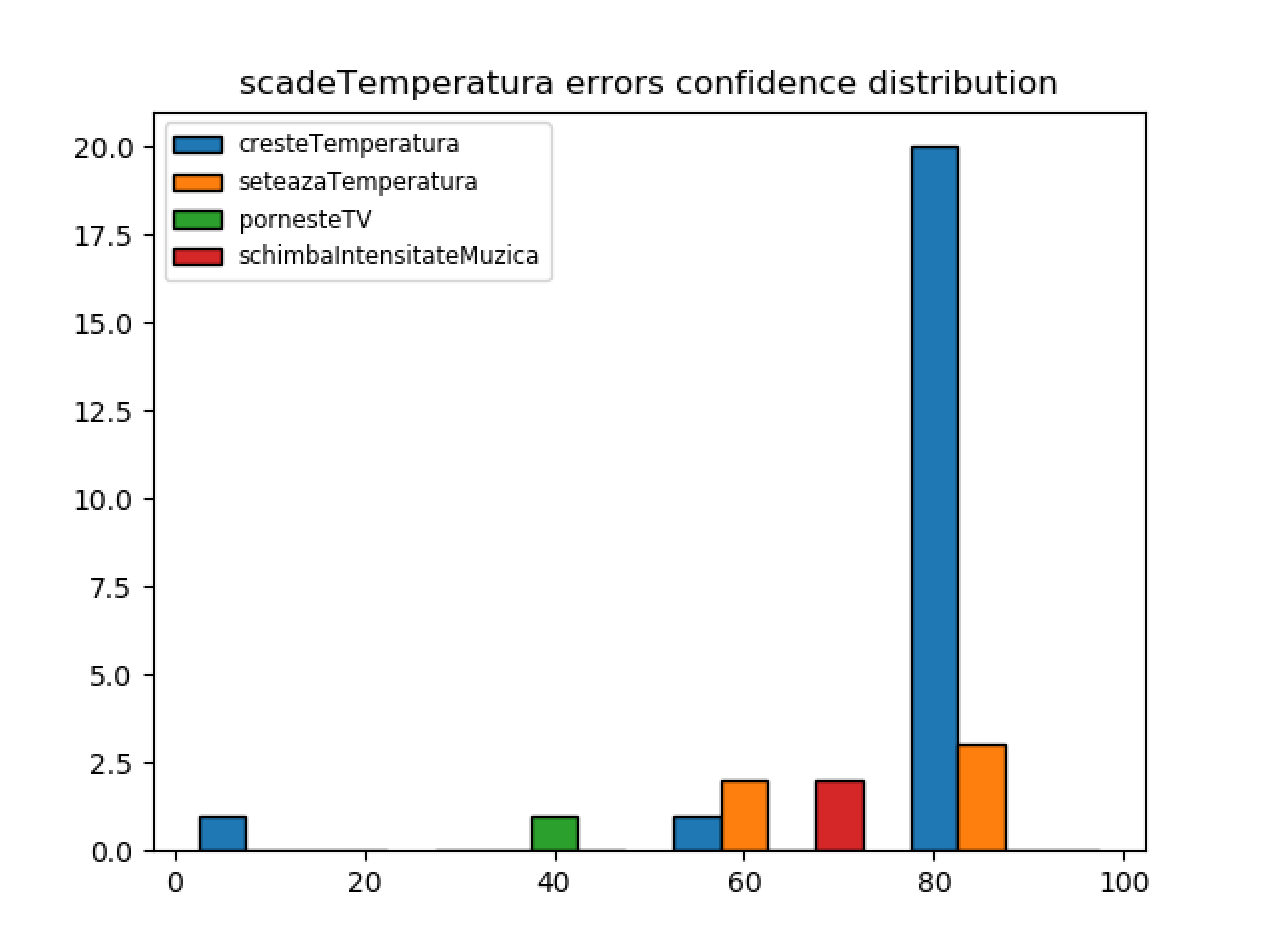 scadeTemperatura errors confidence distribution
cresteTemperatura
seteazaTemperatura
pornesteTV
schimbaIntensitateMuzica
20.0
17.5
15.0
12.5
10.0
7.5
5.0
2.5
0.0
0 20 40 60 80 100